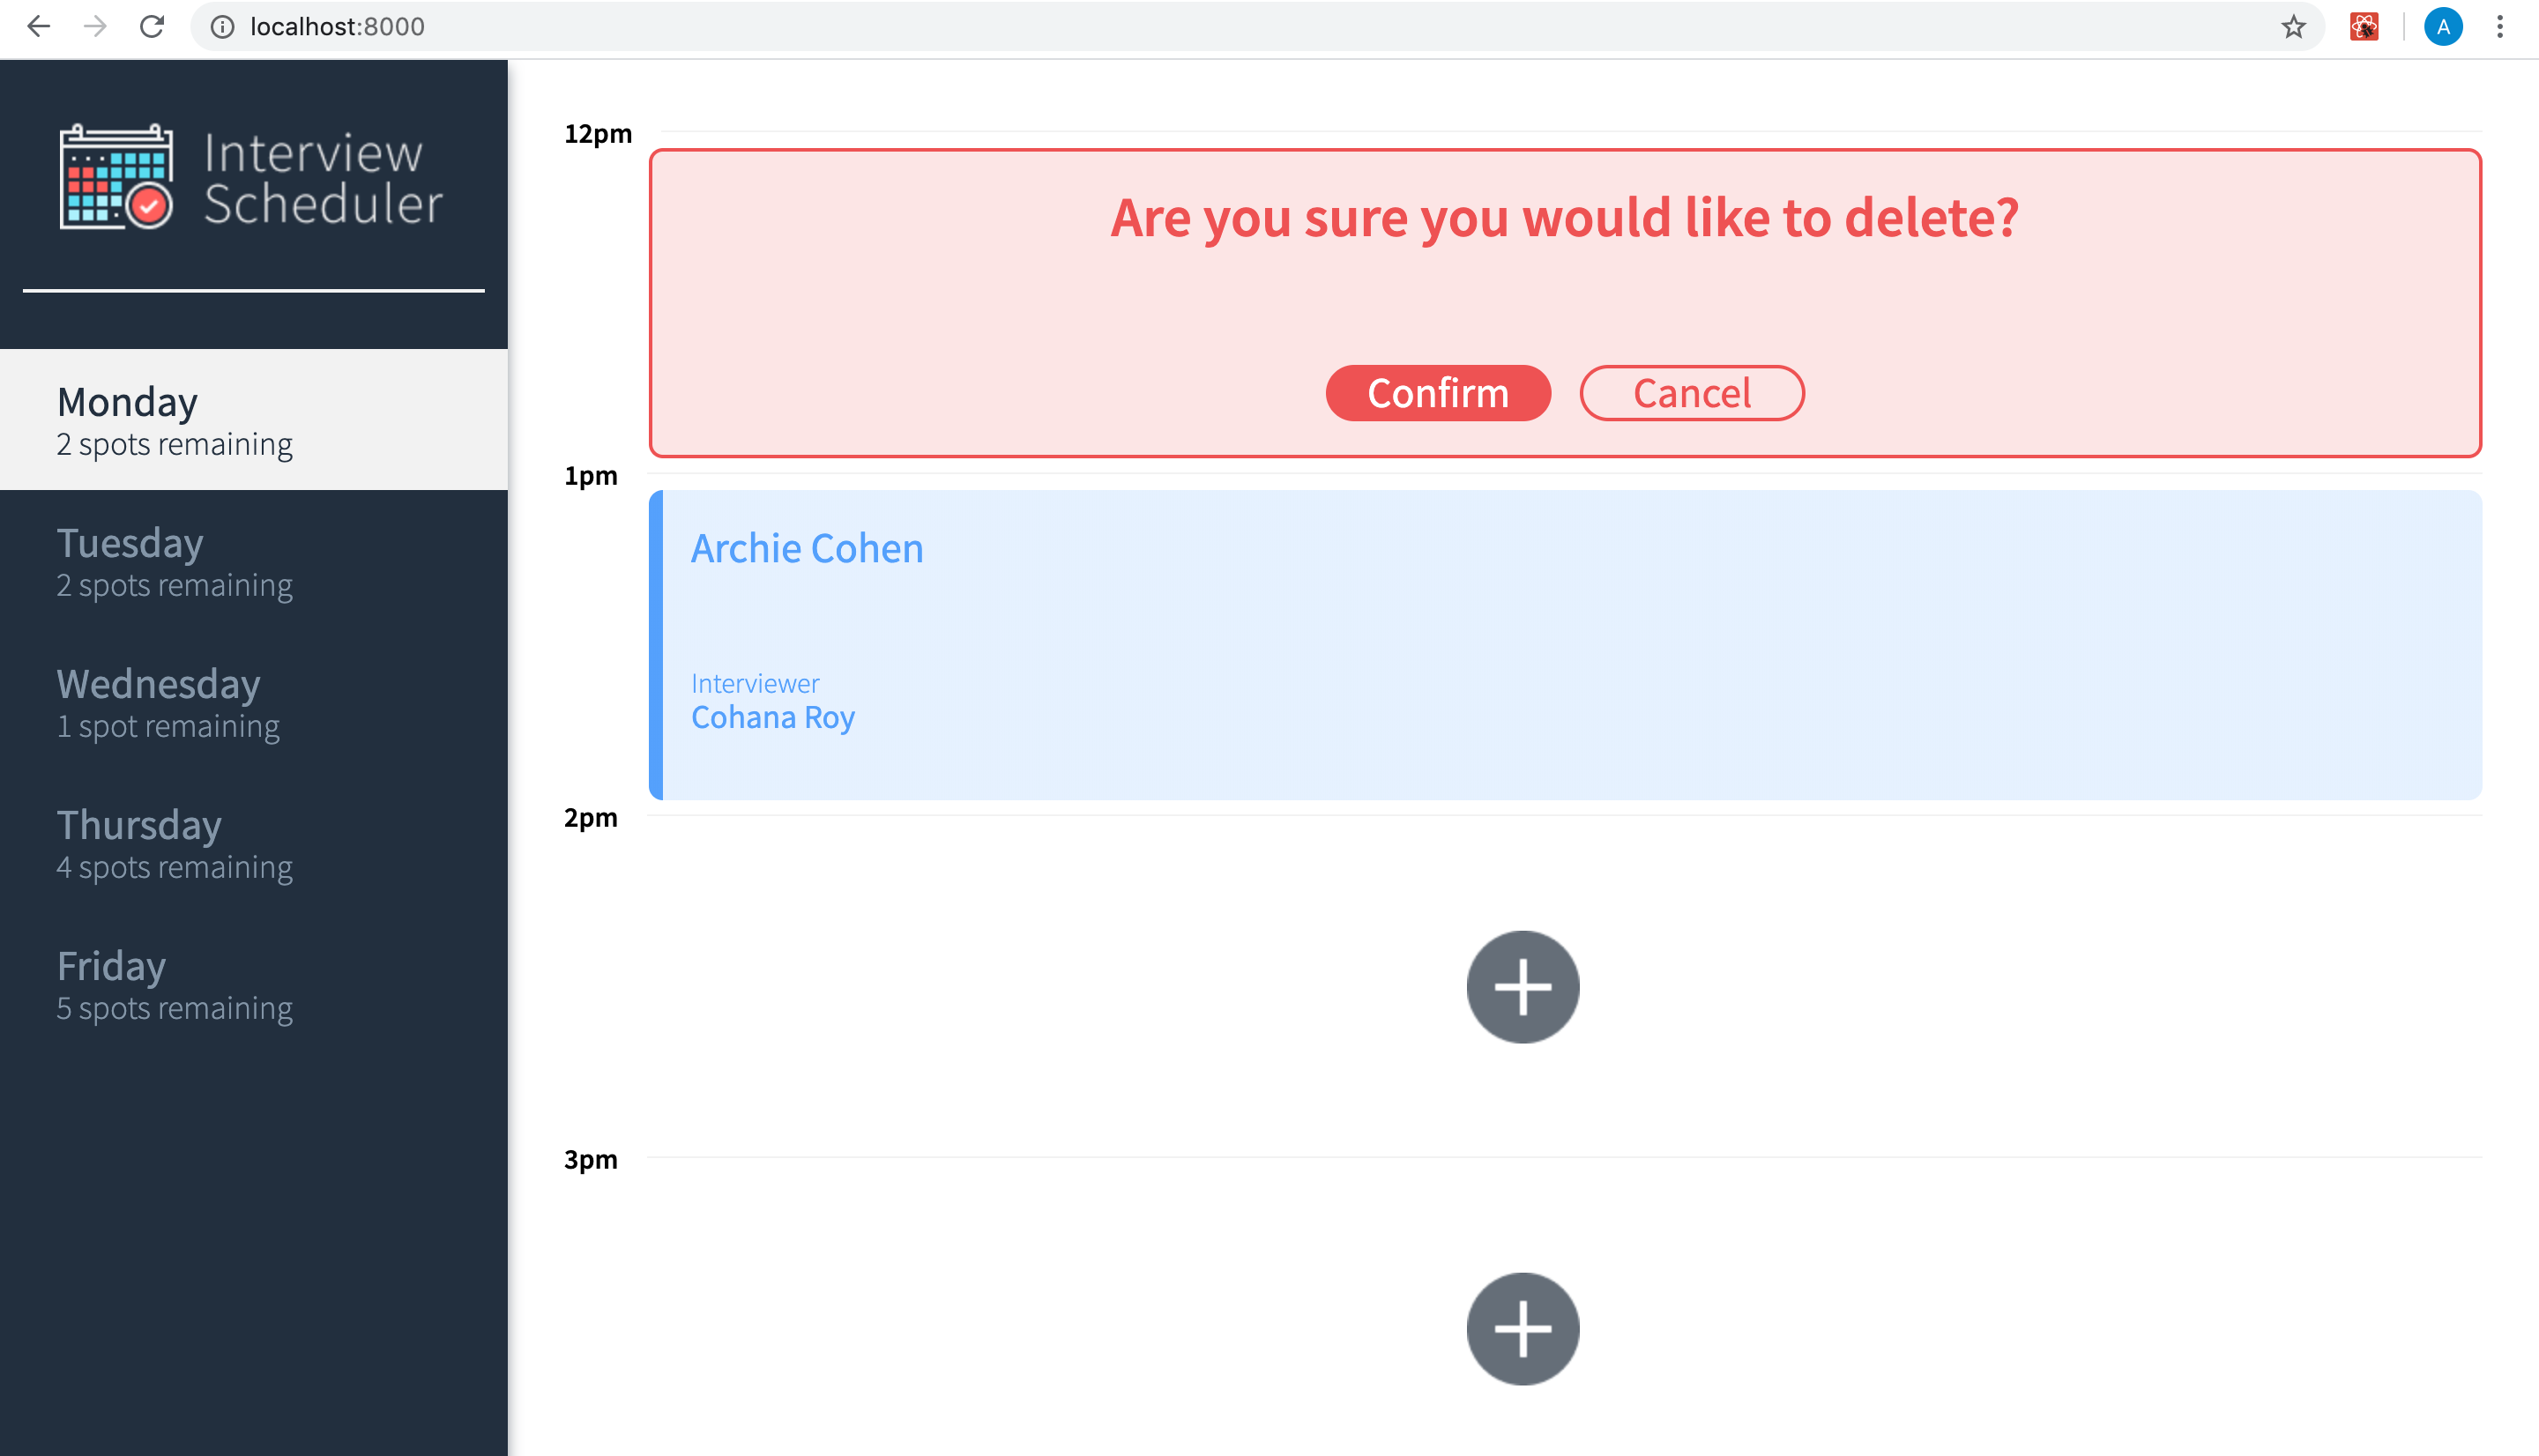 localhost:8000
A
Interview
Scheduler
Monday
2 spots remaining
Tuesday
2 spots remaining
Wednesday
1 spot remaining
Thursday
4 spots remaining
Friday
5 spots remaining
12pm
Are you sure you would like to delete?
Confirm Cancel
1pm
Archie Cohen
Interviewer
Cohana Roy
2pm
3pm